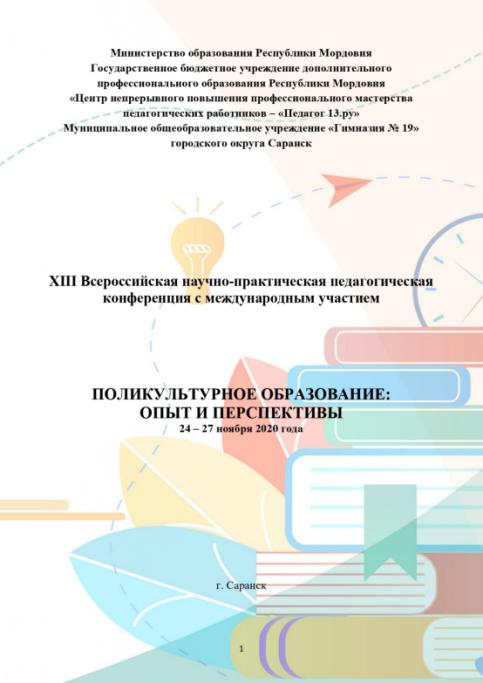 Министерство образования Республики Мордовия
Государственное бюджетное учреждение дополнительного
профессионального образования Республики Мордовия
«Центр непрерывного повышения профессионального мастерства
педагогических работников – «Педагог 13.ру»
Муниципальное общеобразовательное учреждение «Гимназия № 19»
городского округа Саранск
XIII Всероссийская научно-практическая педагогическая
конференция с международным участием
ПОЛИКУЛЬТУРНОЕ ОБРАЗОВАНИЕ:
ОПЫТ И ПЕРСПЕКТИВЫ
24 – 27 ноября 2020 года
г. Саранск
1